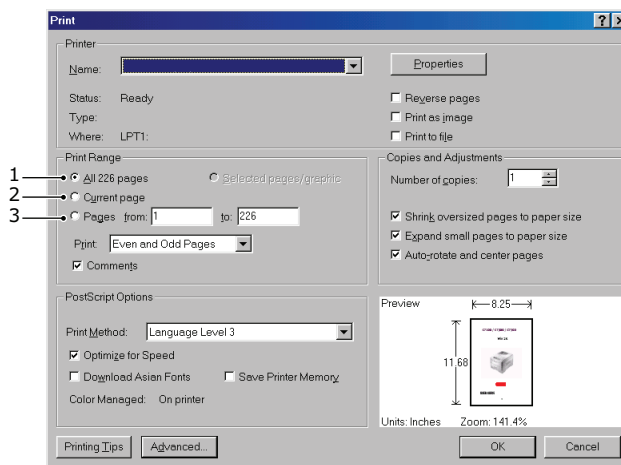 Print
Printer
Name:
Properties
Status: Ready
Reverse pages
Type:
Print as image
Where: LPT1:
Print to file
Print Range
Copies and Adjustments
1
All 226 pages
Selected pages/graphic
Number of copies: 1
2
Current page
3
Pages from: 1 to: 226
Shrink oversized pages to paper size
Print: Even and Odd Pages
Expand small pages to paper size
Comments
Auto-rotate and center pages
PostScript Options
Preview
8.25
Print Method: Language Level 3
Optimize for Speed
11.68
Download Asian Fonts
Save Printer Memory
Color Managed: On printer
Units: Inches Zoom: 141.4%
Printing Tips
Advanced...
OK
Cancel